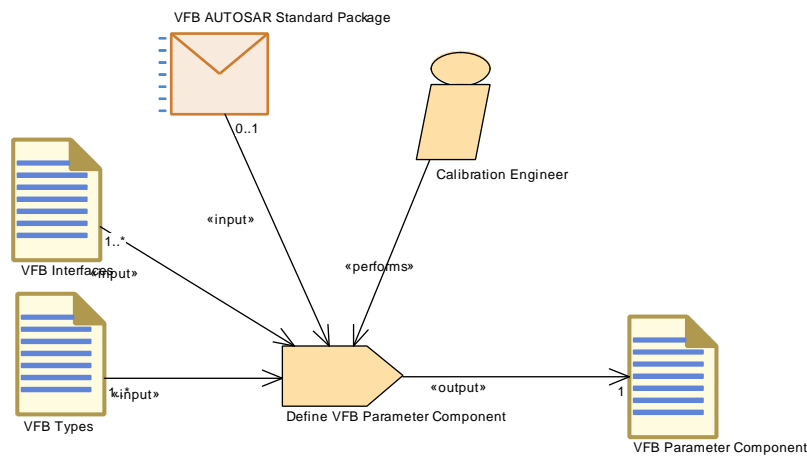 VFB AUTOSAR Standard Package
0..1
Calibration Engineer
«input»
1..*
VFB Interfaces
«input»
«performs»
1..*
«input»
«output»
1
Define VFB Parameter Component
VFB Types
VFB Parameter Component